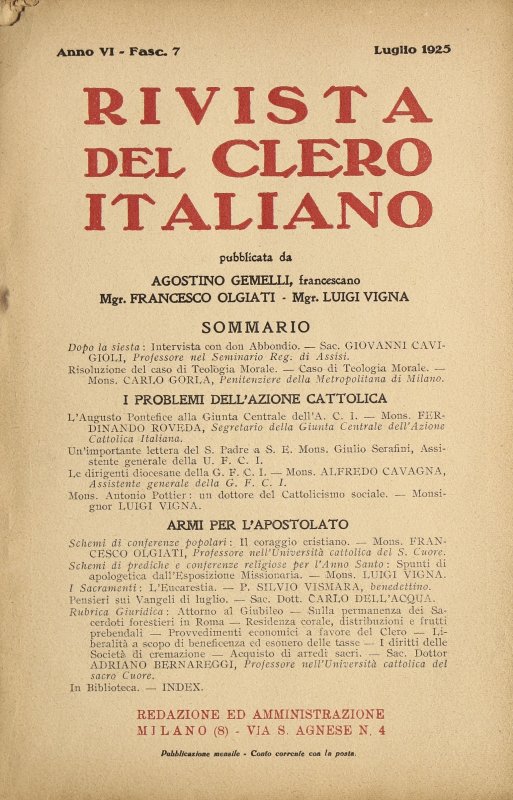 Anno VI - Fasc. 7
Luglio 1925
RIVISTA
DEL CLERO
ITALIANO
pubblicata da
AGOSTINO GEMELLI, francescano
Mgr. FRANCESCO OLGIATI - Mgr. LUIGI VIGNA
SOMMARIO
Dopo la siesta: Intervista con don Abbondio. — Sac. GIOVANNI CAVI-
GIOLI, Professore nel Seminario Reg. di Assisi.
Risoluzione del caso di Teologia Morale. — Caso di Teologia Morale. —
Mons. CARLO GORLA, Penitenziere della Metropolitana di Milano.
I PROBLEMI DELL'AZIONE CATTOLICA
L'Augusto Pontefice alla Giunta Centrale dell'A. C. I. — Mons. FER-
DINANDO ROVEDA, Segretario della Giunta Centrale dell'Azione
Cattolica Italiana.
Un'importante lettera del S. Padre a S. E. Mons. Giulio Serafini, Assi-
stente generale della U. F. C. I.
Le dirigenti diocesane della G. F. C. I. — Mons. ALFREDO CAVAGNA,
Assistente generale della G. F. C. I.
Mons. Antonio Pottier: un dottore del Cattolicismo sociale. — Monsi-
gnor LUIGI VIGNA.
ARMI PER L'APOSTOLATO
Schemi di conferenze popolari: Il coraggio cristiano. — Mons. FRAN-
CESCO OLGIATI, Professore nell'Università cattolica del S. Cuore.
Schemi di prediche e conferenze religiose per l'Anno Santo: Spunti di
apologetica dall'Esposizione Missionaria. — Mons. LUIGI VIGNA.
I Sacramenti: L'Eucarestia. — P. SILVIO VISMARA, benedettino.
Pensieri sui Vangeli di luglio. — Sac. Dott. CARLO DELL'ACQUA.
Rubrica Giuridica: Attorno al Giubileo — Sulla permanenza dei Sa-
cerdoti forestieri in Roma — Residenza corale, distribuzioni e frutti
prebendali — Provvedimenti economici a favore del Clero — Li-
beralità a scopo di beneficenza ed esonero delle tasse — I diritti delle
Società di cremazione — Acquisto di arredi sacri. — Sac. Dottor
ADRIANO BERNAREGGI, Professore nell'Università cattolica del
sacro Cuore.
In Biblioteca. — INDEX.
REDAZIONE ED AMMINISTRAZIONE
MILANO (8) - VIA S. AGNESE N. 4
Pubblicazione mensile - Conto corrente con la posta.